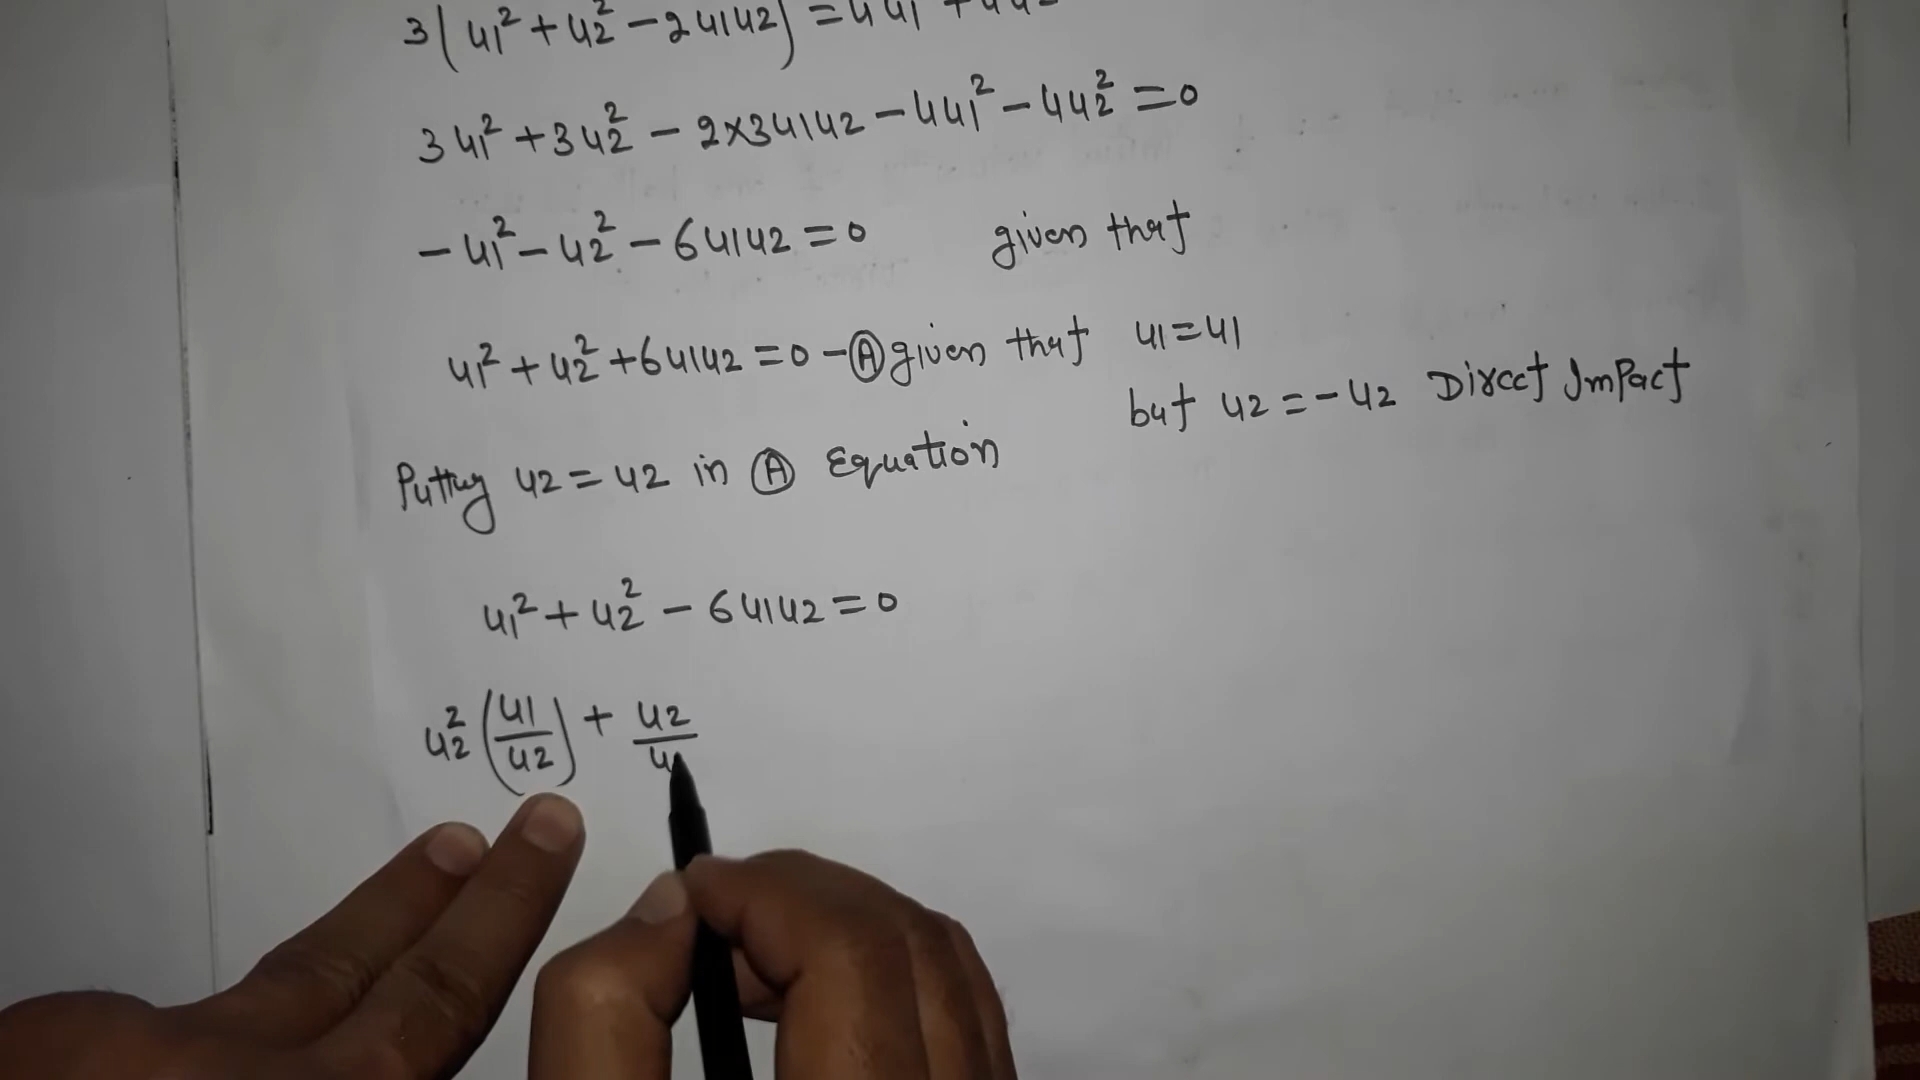 3(u1² + u2² - 2u1u2) = 4u1² + 4u2²
3u1² + 3u2² - 2×3u1u2 - 4u1² - 4u2² = 0
- u1² - u2² - 6u1u2 = 0 given that
u1² + u2² + 6u1u2 = 0 - Ⓐ given that u1 = u1
but u2 = - u2 Direct Impact
Putting u2 = u2 in Ⓐ Equation
u1² + u2² - 6u1u2 = 0
u2² (u1/u2) + u2/u